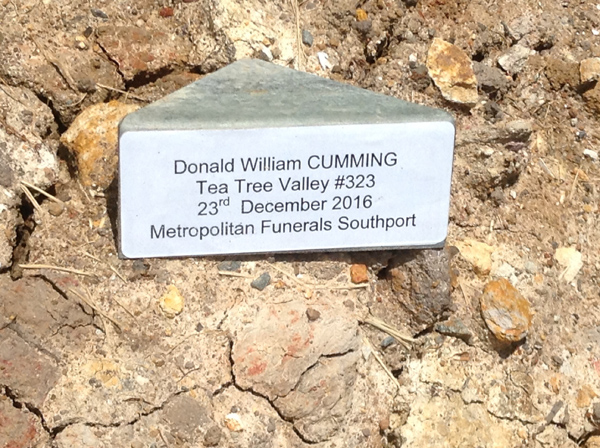 Donald William CUMMING
Tea Tree Valley #323
23rd December 2016
Metropolitan Funerals Southport